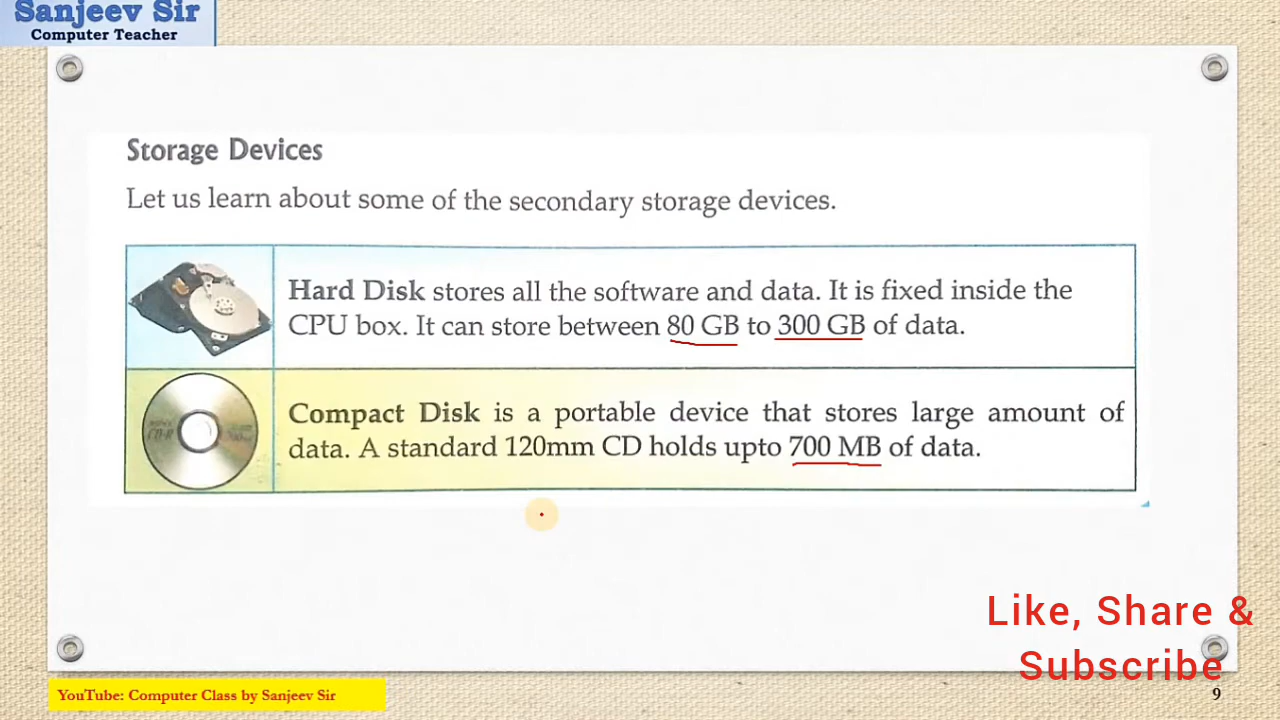 Sanjeev Sir
Computer Teacher
Storage Devices
Let us learn about some of the secondary storage devices.
Hard Disk stores all the software and data. It is fixed inside the
CPU box. It can store between 80 GB to 300 GB of data.
Compact Disk is a portable device that stores large amount of
data. A standard 120mm CD holds upto 700 MB of data.
Like, Share &
Subscribe
YouTube: Computer Class by Sanjeev Sir
9